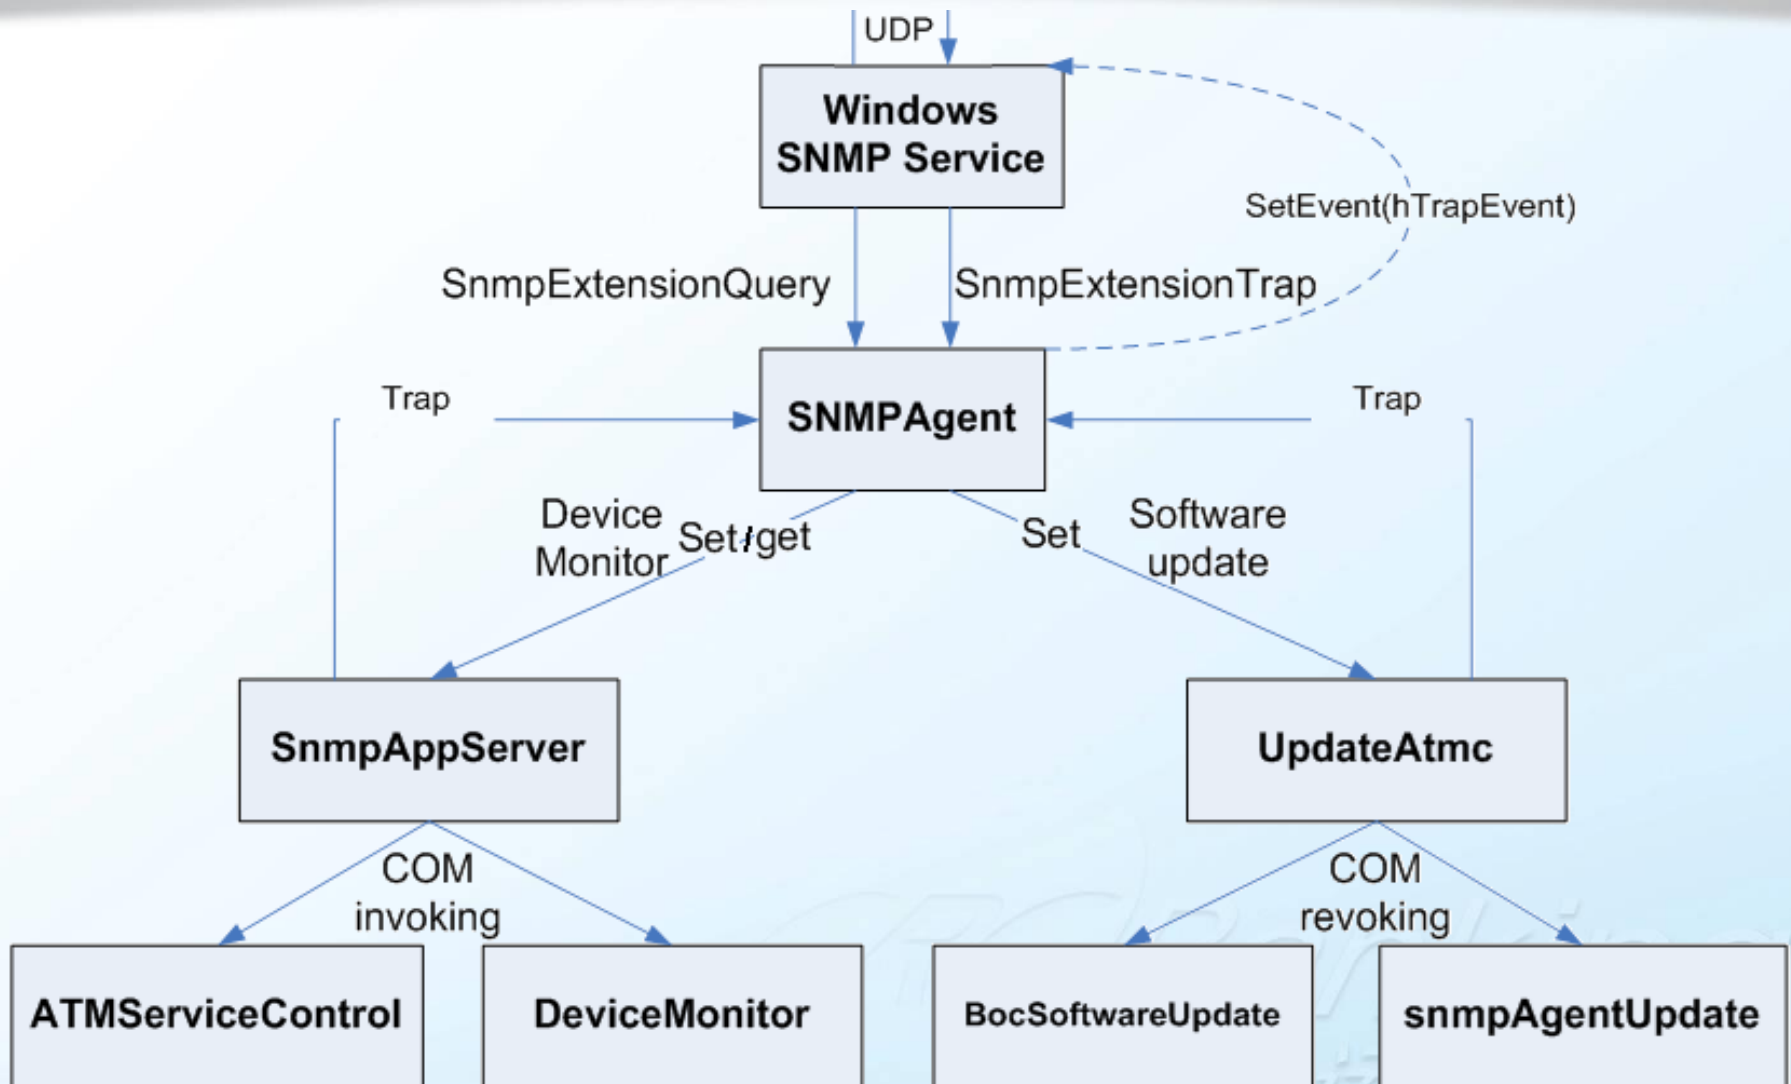 UDP
Windows
SNMP Service
SetEvent(hTrapEvent)
SnmpExtensionQuery
SnmpExtensionTrap
Trap
SNMPAgent
Trap
Device
Monitor
Set/get
Set
Software
update
SnmpAppServer
UpdateAtmc
COM
invoking
COM
revoking
ATMServiceControl
DeviceMonitor
BocSoftwareUpdate
snmpAgentUpdate